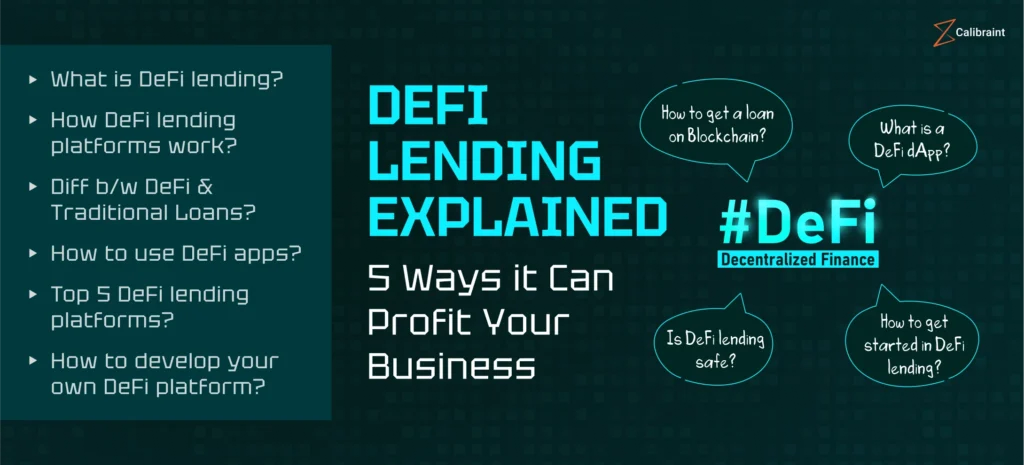 Calibraint
What is DeFi lending?
How DeFi lending
platforms work?
Diff b/w DeFi &
Traditional Loans?
How to use DeFi apps?
Top 5 DeFi lending
platforms?
How to develop your
own DeFi platform?
DEFI
LENDING
EXPLAINED
5 Ways it Can
Profit Your
Business
How to get a loan
on Blockchain?
What is a
DeFi dApp?
#DeFi
Decentralized Finance
Is DeFi lending
safe?
How to get
started in DeFi
lending?